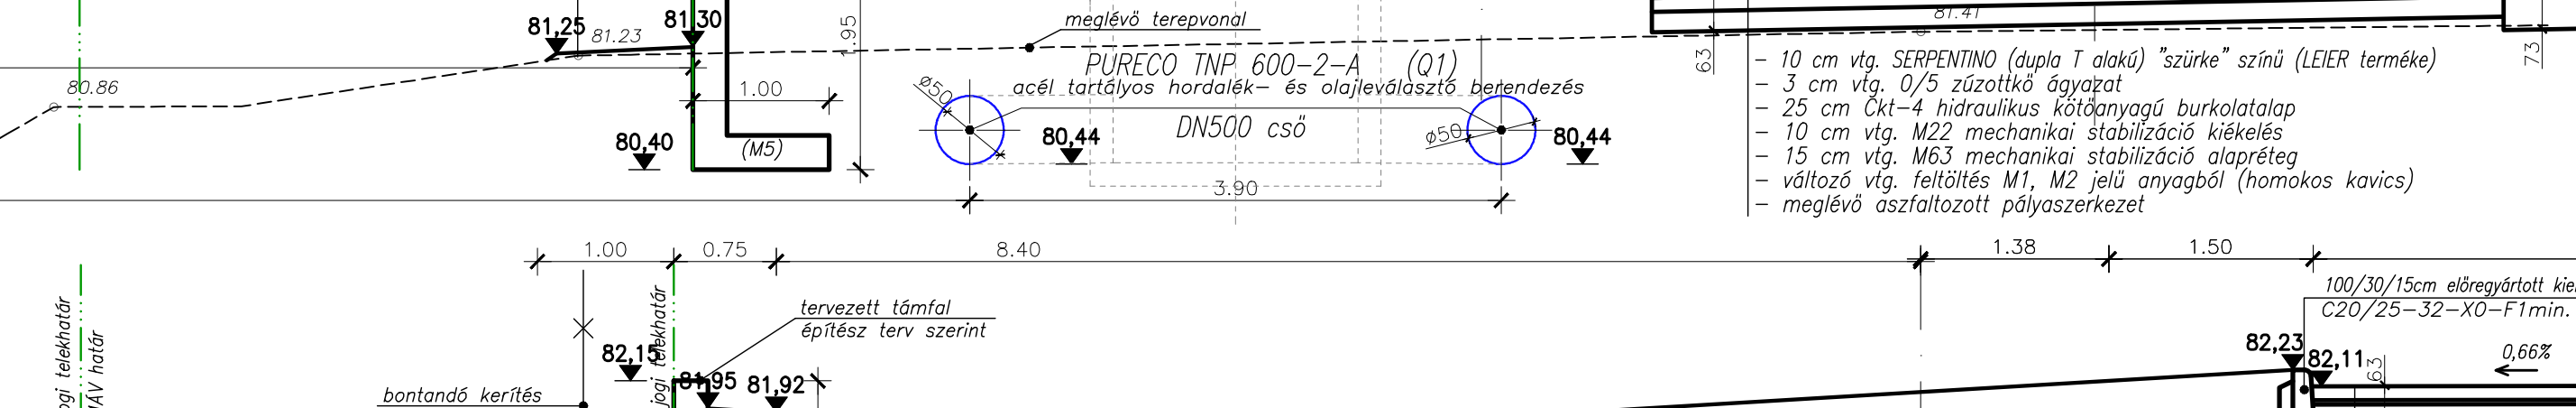 81,25
81.23
81,30
1.95
meglévő terepvonal
81.41
80.86
1.00
PURECO TNP 600-2-A (Q1)
acél tartályos hordalék- és olajleválasztó berendezés
DN500 cső
ø50
ø50
80,40
(M5)
80,44
80,44
3.90
63
73
- 10 cm vtg. SERPENTINO (dupla T alakú) "szürke" színű (LEIER terméke)
- 3 cm vtg. 0/5 zúzottkő ágyazat
- 25 cm Ckt-4 hidraulikus kötőanyagú burkolatalap
- 10 cm vtg. M22 mechanikai stabilizáció kiékelés
- 15 cm vtg. M63 mechanikai stabilizáció alapréteg
- változó vtg. feltöltés M1, M2 jelű anyagból (homokos kavics)
- meglévő aszfaltozott pályaszerkezet
1.00
0.75
8.40
1.38
1.50
ogi telekhatár
MÁV határ
jogi telekhatár
tervezett támfal
építész terv szerint
82,15
81,95
81,92
bontandó kerítés
100/30/15cm előregyártott
C20/25-32-X0-F1min.
82,23
82,11
63
0,66%